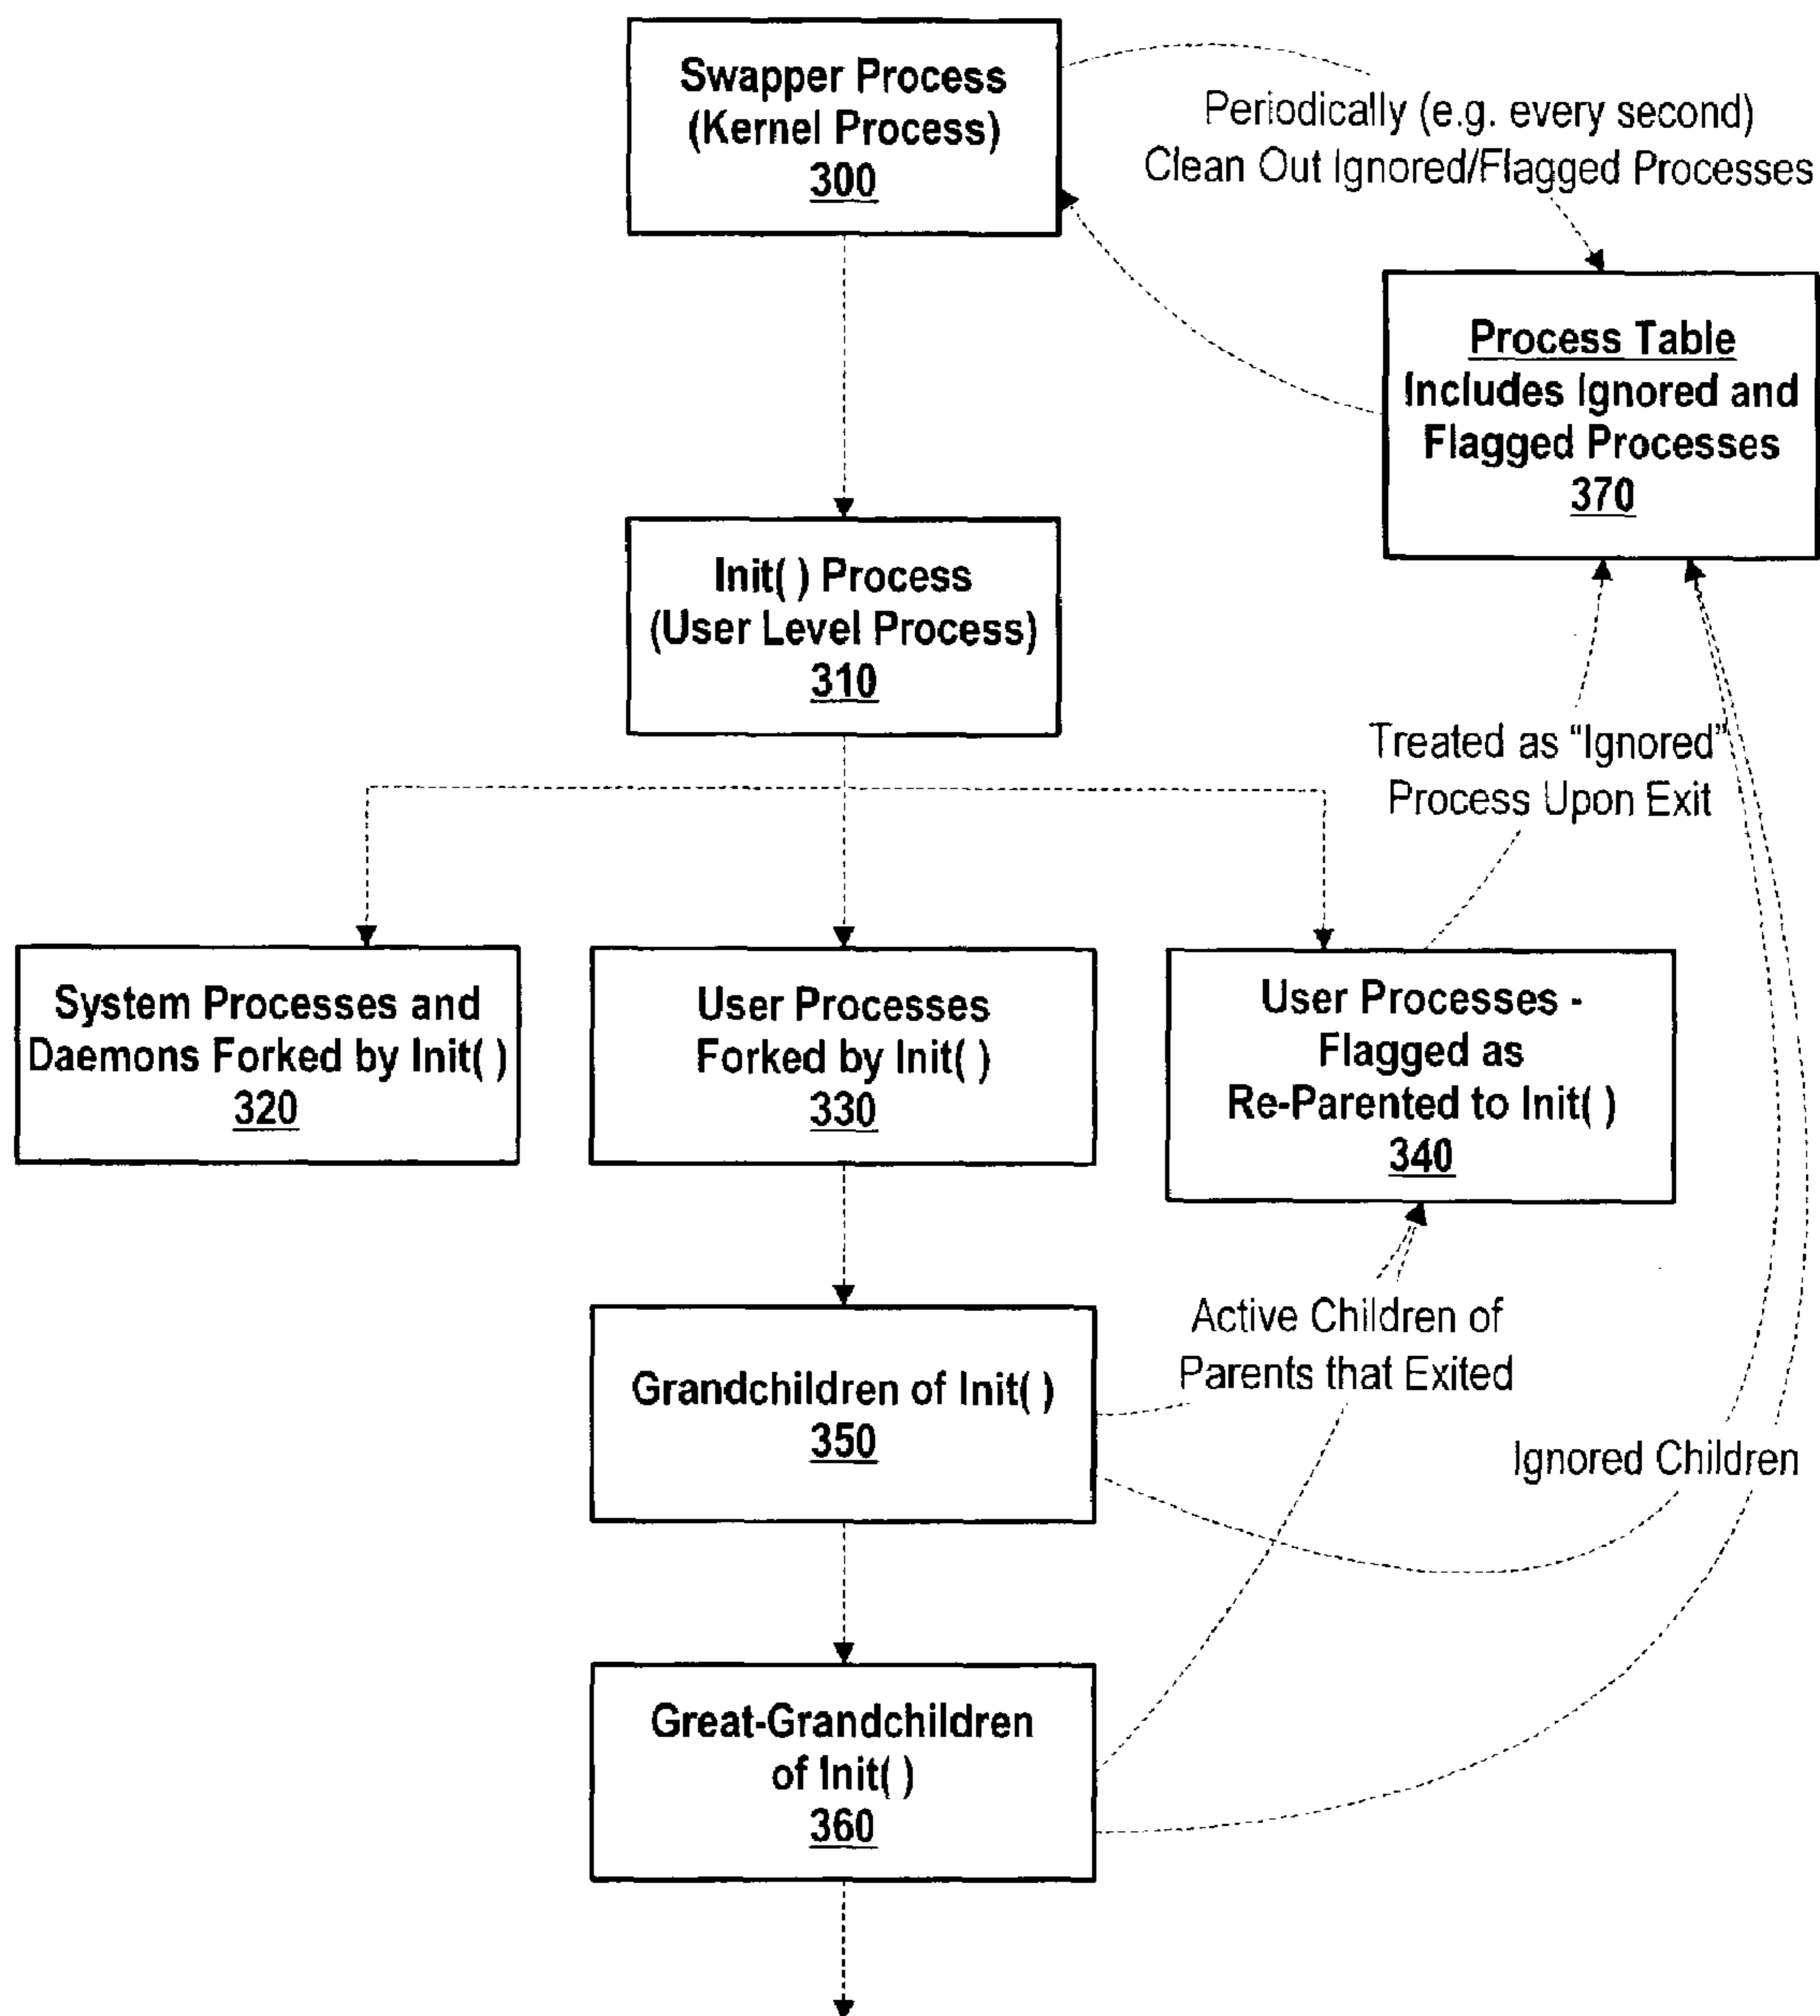 Swapper Process
(Kernel Process)
300
Periodically (e.g. every second)
Clean Out Ignored/Flagged Processes
Process Table
Includes Ignored and
Flagged Processes
370
Init( ) Process
(User Level Process)
310
Treated as “Ignored”
Process Upon Exit
System Processes and
Daemons Forked by Init( )
320
User Processes
Forked by Init( )
330
User Processes -
Flagged as
Re-Parented to Init( )
340
Active Children of
Parents that Exited
Grandchildren of Init( )
350
Ignored Children
Great-Grandchildren
of Init( )
360